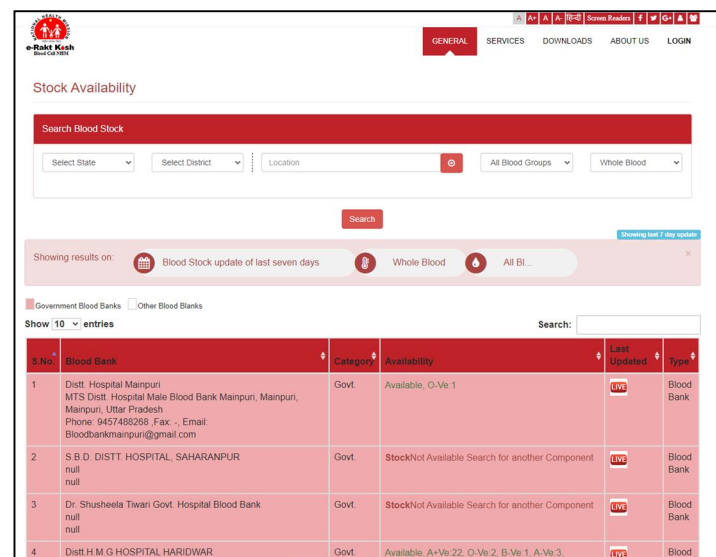 A A+ A A- हिन्दी Screen Readers f G+
NATIONAL HEALTH MISSION
e-Rakt Kosh
Blood Cell NHM
GENERAL SERVICES DOWNLOADS ABOUT US LOGIN
Stock Availability
Search Blood Stock
Select State Select District Location All Blood Groups Whole Blood
Search
Showing last 7 day update
Showing results on: Blood Stock update of last seven days Whole Blood All Bl... ×
Government Blood Banks Other Blood Blanks
Show 10 entries Search:
S.No. Blood Bank Category Availability Last Updated Type
1 Distt. Hospital Mainpuri Govt. Available, O-Ve:1 LIVE Blood Bank
MTS Distt. Hospital Male Blood Bank Mainpuri, Mainpuri,
Mainpuri, Uttar Pradesh
Phone: 9457488268 ,Fax: -, Email:
Bloodbankmainpuri@gmail.com
2 S.B.D. DISTT. HOSPITAL, SAHARANPUR Govt. StockNot Available Search for another Component LIVE Blood Bank
null
null
3 Dr. Shusheela Tiwari Govt. Hospital Blood Bank Govt. StockNot Available Search for another Component LIVE Blood Bank
null
null
4 Distt.H.M.G HOSPITAL HARIDWAR Govt. Available, A+Ve:22, O-Ve:2, B-Ve:1, A-Ve:3, LIVE Blood